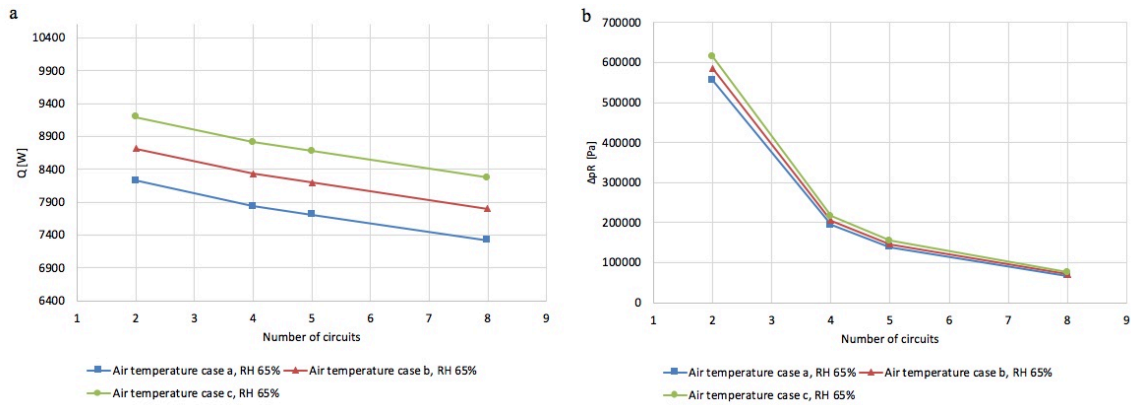 a
10400
9900
9400
8900
8400
7900
7400
6900
6400
Q [W]
1 2 3 4 5 6 7 8 9
Number of circuits
Air temperature case a, RH 65% Air temperature case b, RH 65%
Air temperature case c, RH 65%
b
700000
600000
500000
400000
300000
200000
100000
0
ΔpR [Pa]
1 2 3 4 5 6 7 8 9
Number of circuits
Air temperature case a, RH 65% Air temperature case b, RH 65%
Air temperature case c, RH 65%